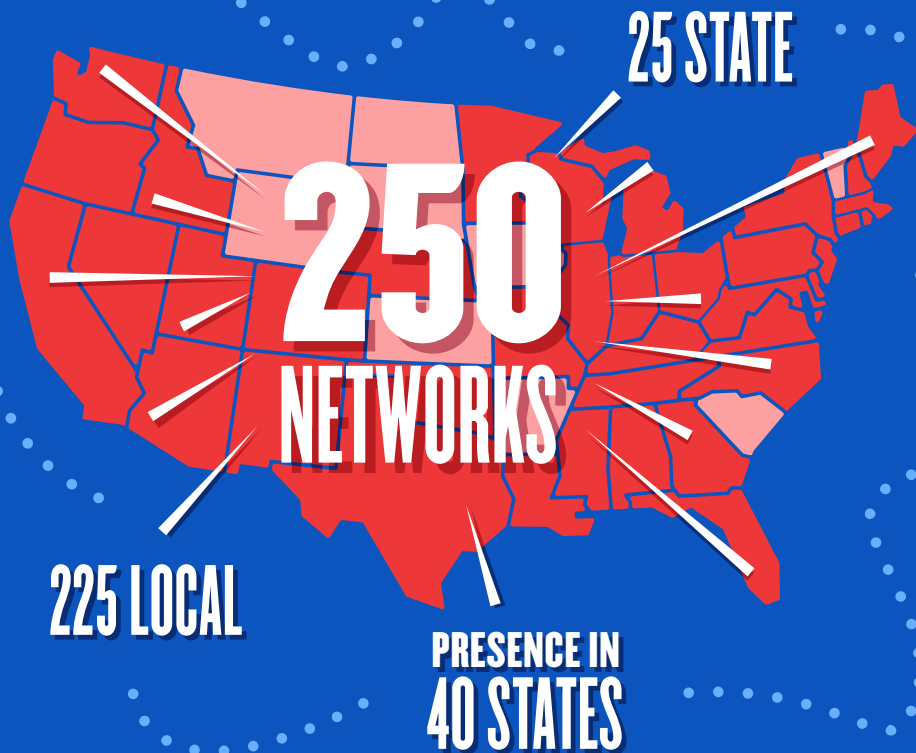 25 STATE
250
NETWORKS
225 LOCAL
PRESENCE IN
40 STATES